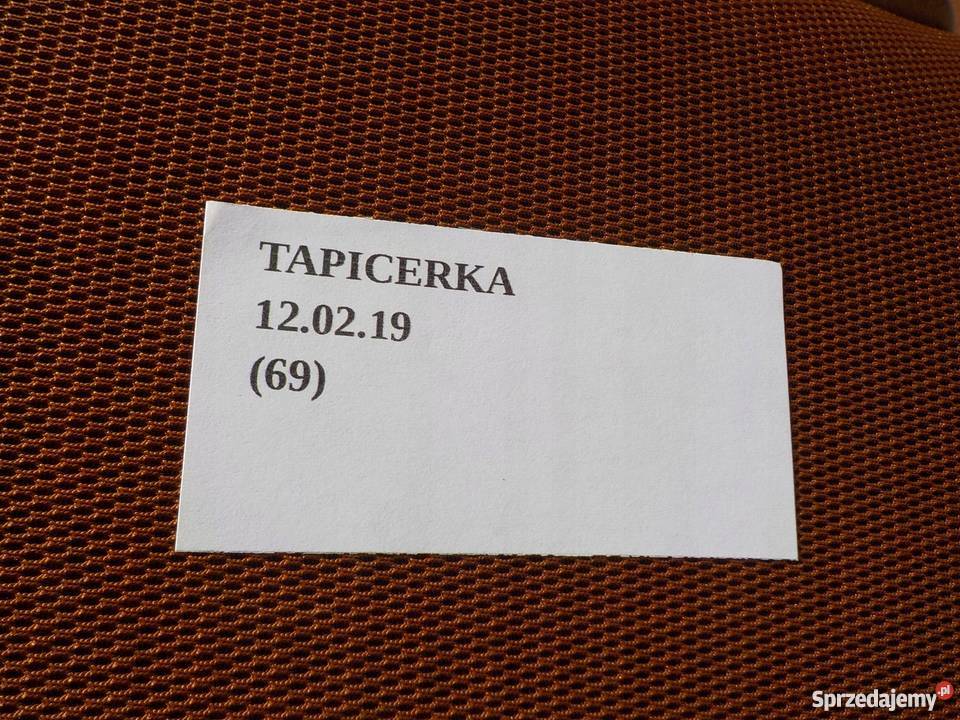 TAPICERKA
12.02.19
(69)
Sprzedajemy.pl